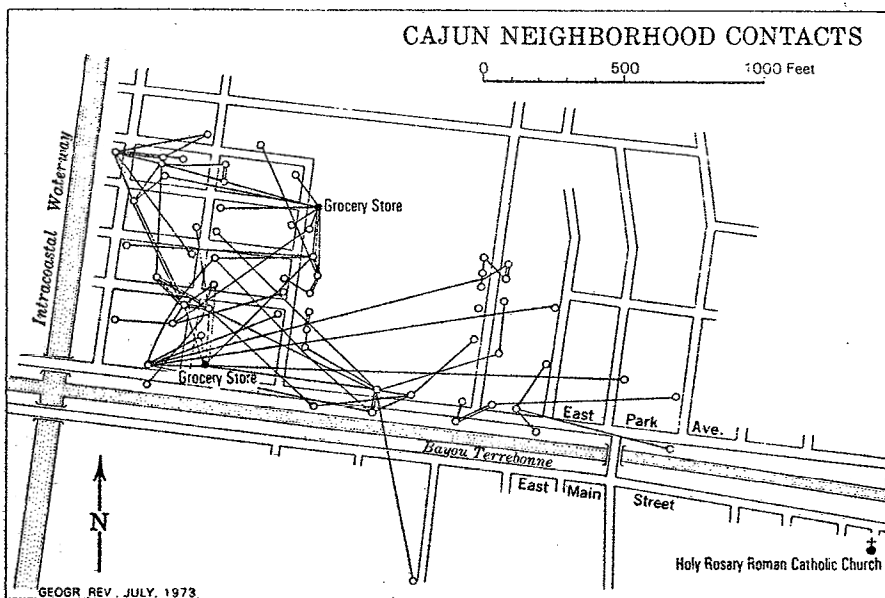 CAJUN NEIGHBORHOOD CONTACTS
0 500 1000 Feet
Intracoastal Waterway
Grocery Store
Grocery Store
East Park Ave.
Bayou Terrebonne
East Main Street
N
Holy Rosary Roman Catholic Church
GEOGR. REV., JULY, 1973